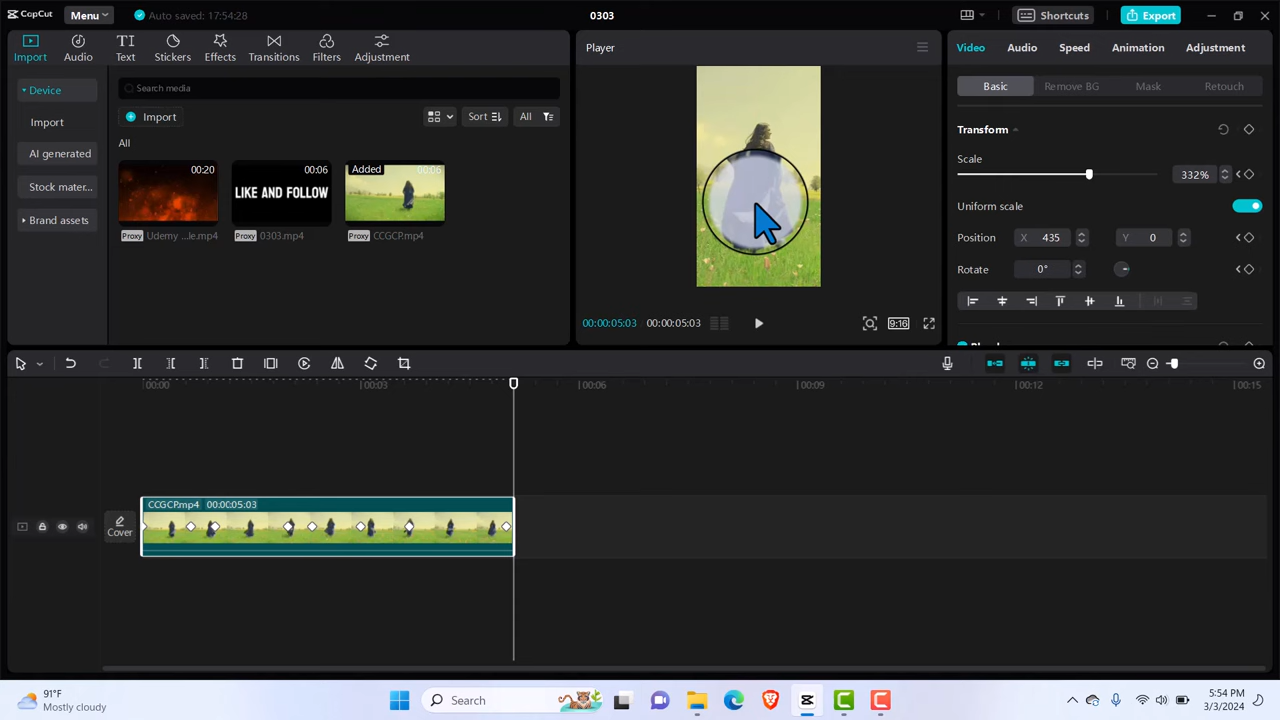 CapCut
Menu
Auto saved: 17:54:28
0303
Shortcuts
Export
Import
Audio
Text
Stickers
Effects
Transitions
Filters
Adjustment
Device
Import
AI generated
Stock mater...
Brand assets
Search media
Import
Sort
All
All
00:20
LIKE AND FOLLOW
00:06
Added
00:06
Proxy
Udemy ...le.mp4
Proxy
0303.mp4
Proxy
CCGCP.mp4
Player
00:00:05:03
00:00:05:03
9:16
Video
Audio
Speed
Animation
Adjustment
Basic
Remove BG
Mask
Retouch
Transform
Scale
332%
Uniform scale
Position
X
435
Y
0
Rotate
0°
00:00
00:03
00:06
00:09
00:12
00:15
CCGCP.mp4
00:00:05:03
Cover
91°F
Mostly cloudy
Search
5:54 PM
3/3/2024